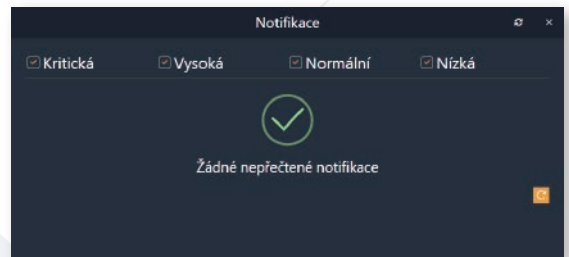 Notifikace
Kritická Vysoká Normální Nízká
Žádné nepřečtené notifikace